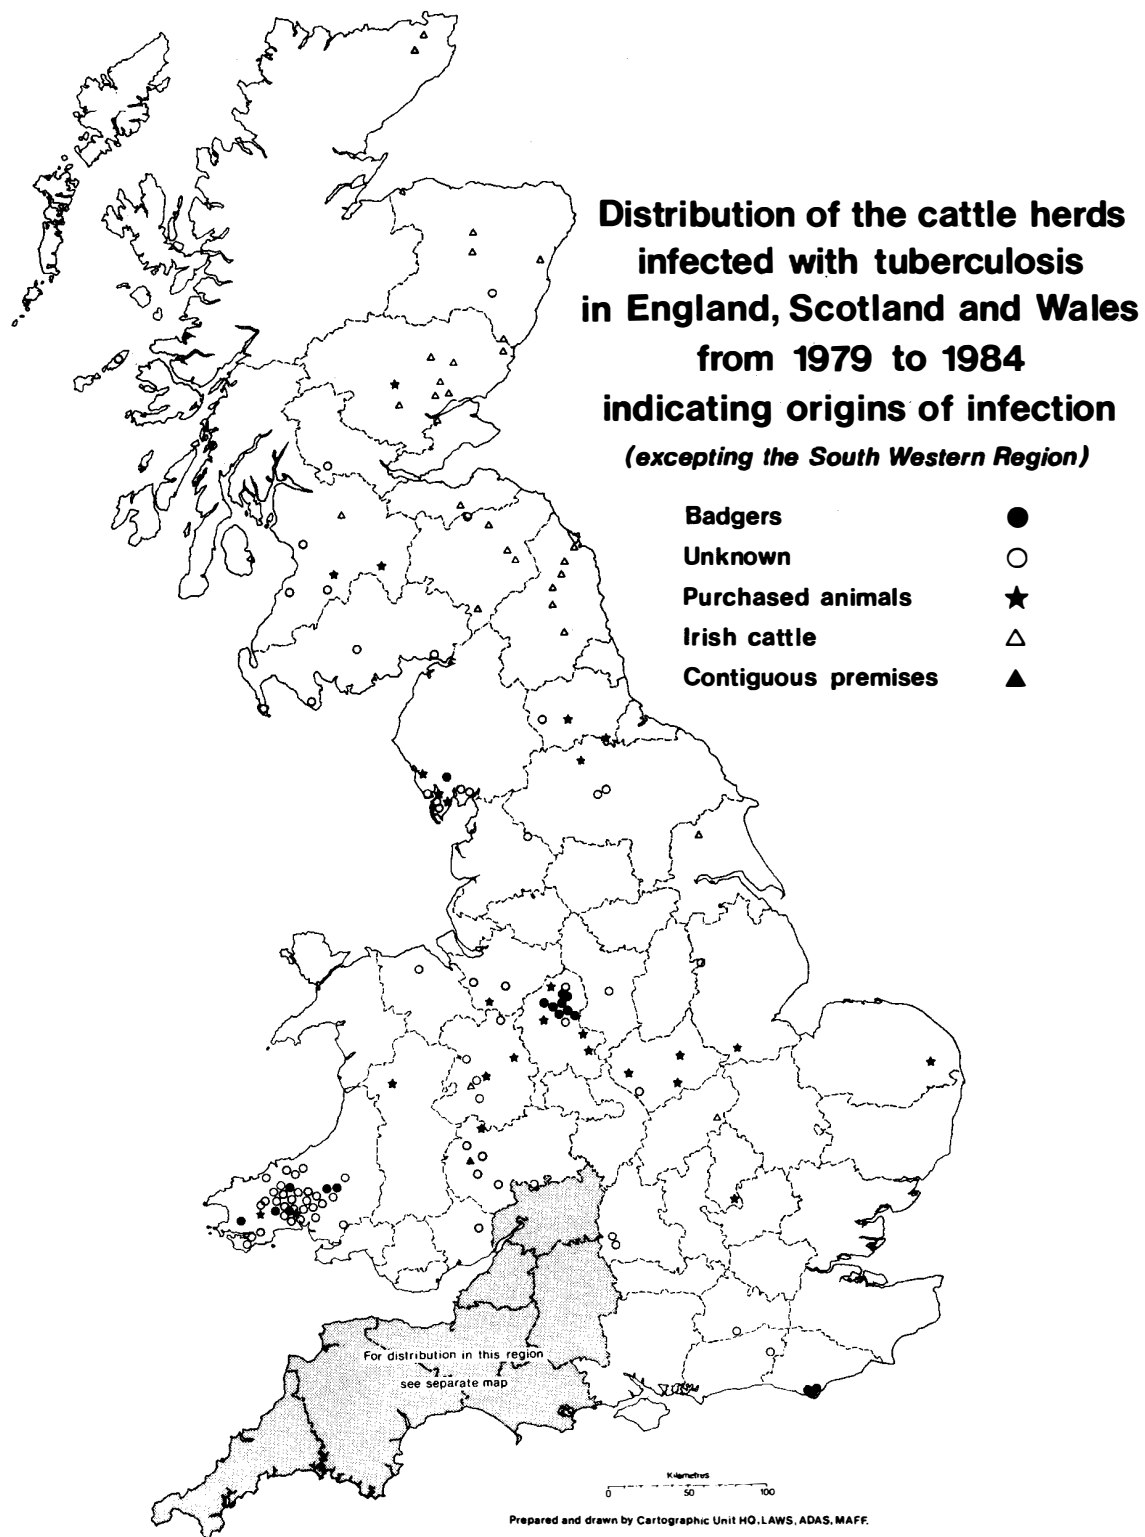 Distribution of the cattle herds
infected with tuberculosis
in England, Scotland and Wales
from 1979 to 1984
indicating origins of infection
(excepting the South Western Region)
Badgers
Unknown
Purchased animals
Irish cattle
Contiguous premises
For distribution in this region
see separate map
Kilometres
0 50 100
Prepared and drawn by Cartographic Unit HQ, LAWS, ADAS, MAFF.